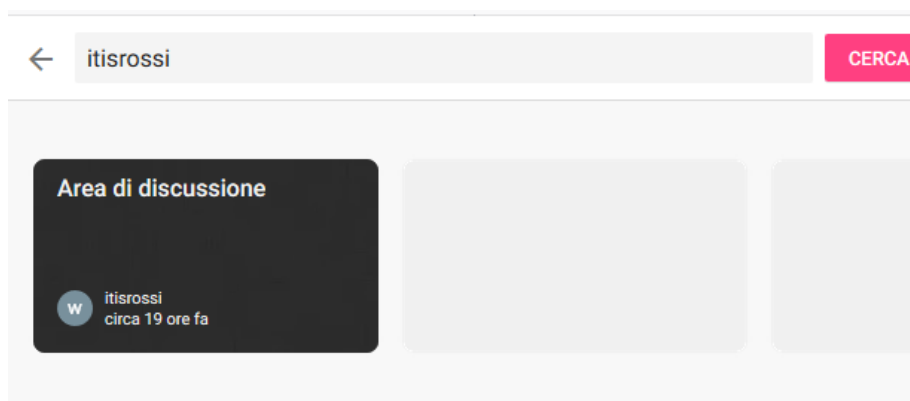 itisrossi
CERCA
Area di discussione
w
itisrossi
circa 19 ore fa